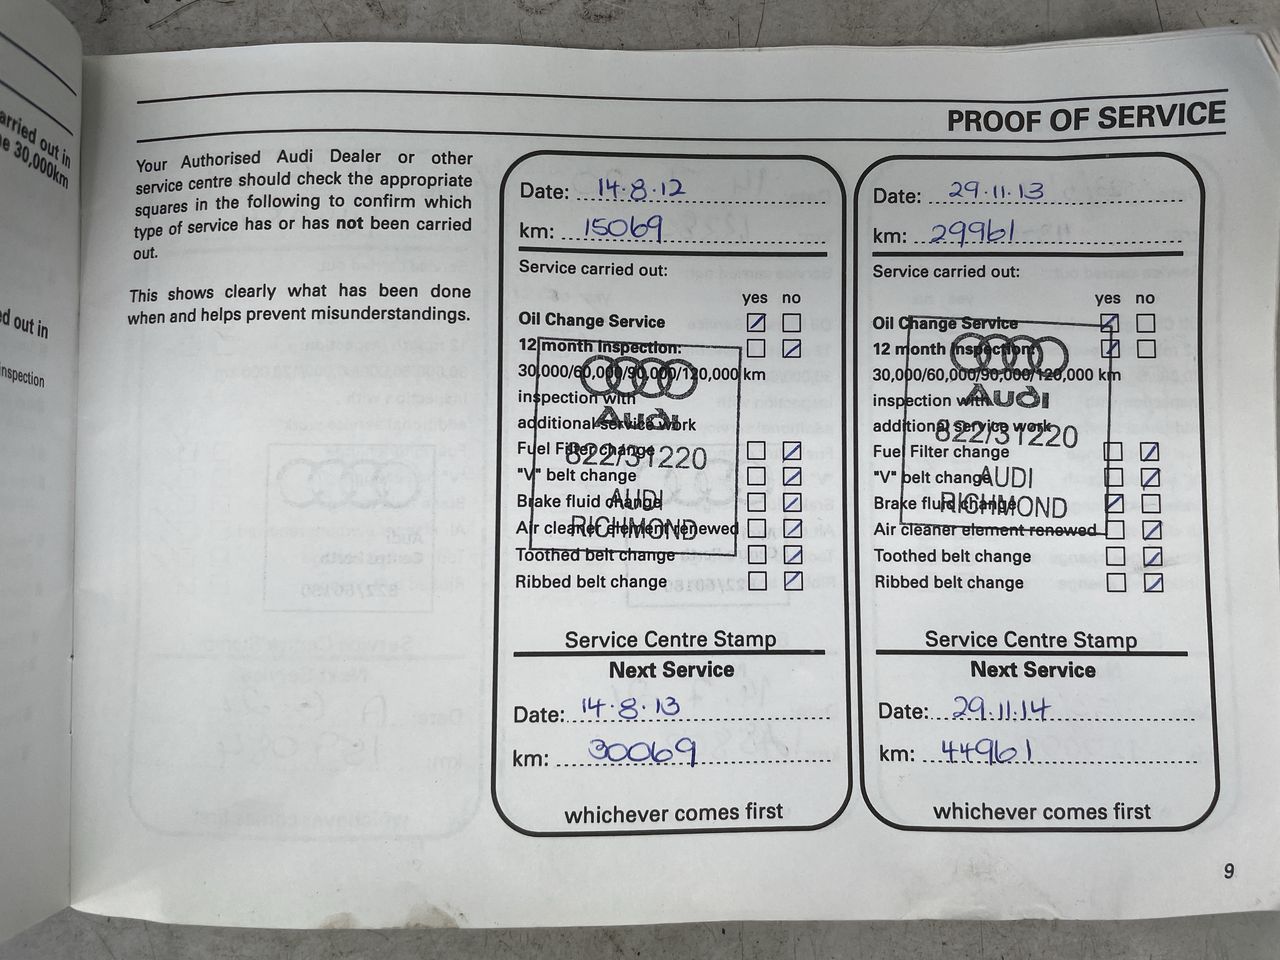 arried out in
e 30,000km
ed out in
inspection
PROOF OF SERVICE
Your Authorised Audi Dealer or other
service centre should check the appropriate
squares in the following to confirm which
type of service has or has not been carried
out.
This shows clearly what has been done
when and helps prevent misunderstandings.
Date: 14.8.12
km: 15069
Service carried out:
yes no
Oil Change Service
12 month Inspection:
30,000/60,000/90,000/120,000 km
inspection with
additional service work
Fuel Filter change
"V" belt change
Brake fluid change
Air cleaner element renewed
Toothed belt change
Ribbed belt change
Audi
822/31220
AUDI
RICHMOND
Service Centre Stamp
Next Service
Date: 14.8.13
km: 30069
whichever comes first
Date: 29.11.13
km: 29961
Service carried out:
yes no
Oil Change Service
12 month Inspection:
30,000/60,000/90,000/120,000 km
inspection with
additional service work
Fuel Filter change
"V" belt change
Brake fluid change
Air cleaner element renewed
Toothed belt change
Ribbed belt change
Audi
822/31220
AUDI
RICHMOND
Service Centre Stamp
Next Service
Date: 29.11.14
km: 44961
whichever comes first
9